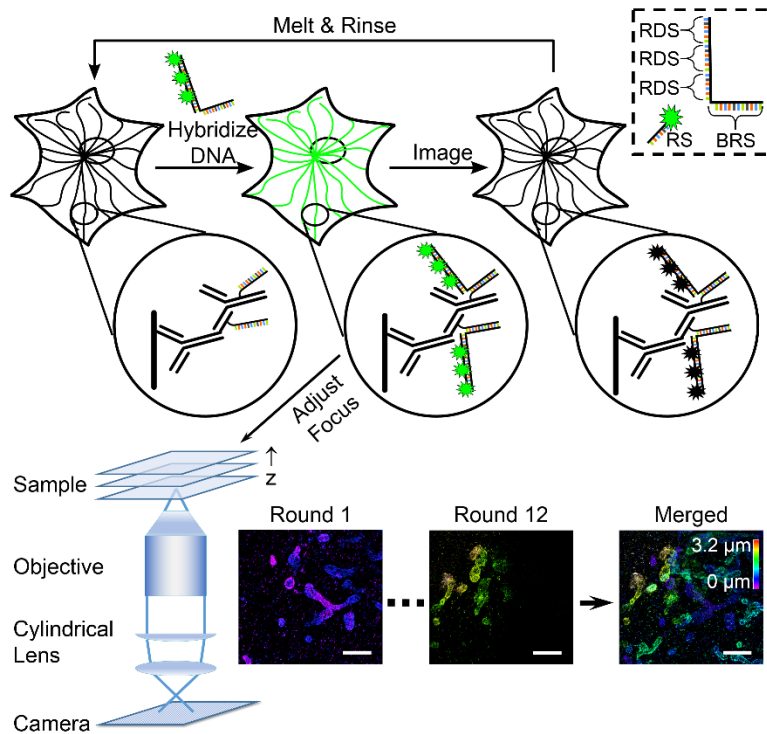 Melt & Rinse
RDS
RDS
RDS
RS
BRS
Hybridize
DNA
Image
Adjust
Focus
z
Sample
Objective
Cylindrical
Lens
Camera
Round 1
Round 12
Merged
3.2 µm
0 µm